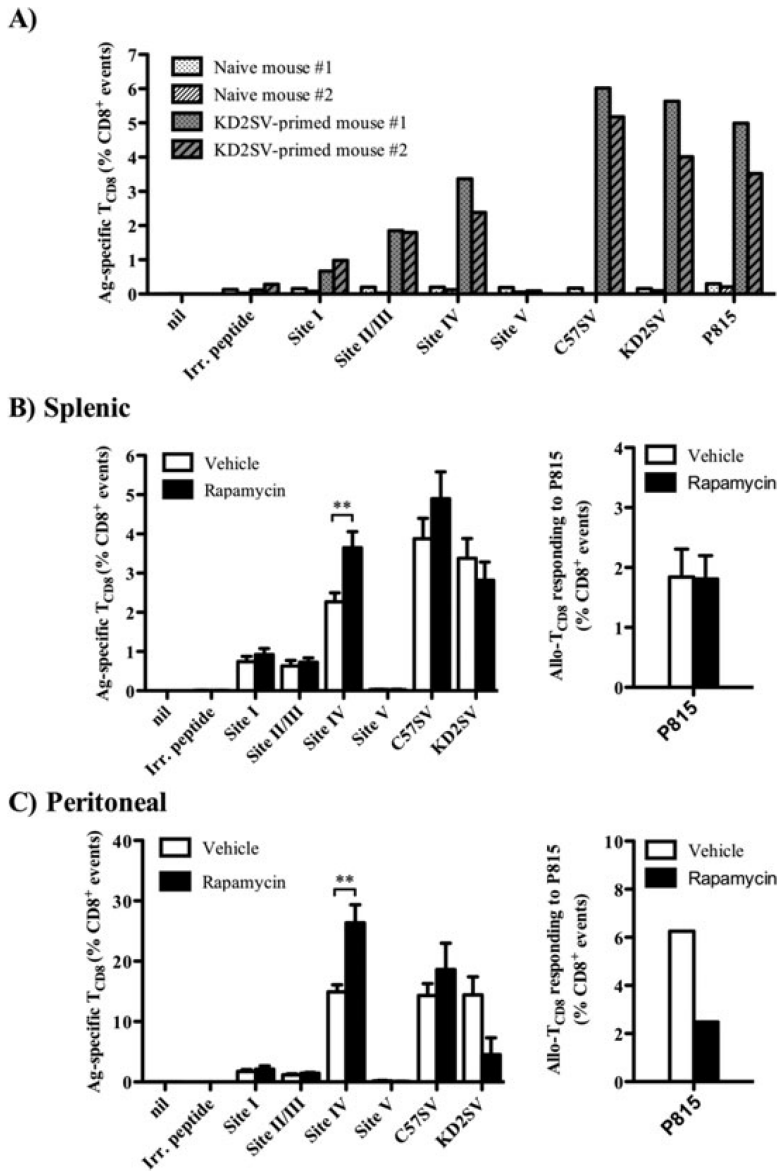 A)
Ag-specific TCD8 (% CD8+ events)
7
6
5
4
3
2
1
0
Naive mouse #1
Naive mouse #2
KD2SV-primed mouse #1
KD2SV-primed mouse #2
nil
Irr. peptide
Site I
Site II/III
Site IV
Site V
C57SV
KD2SV
P815
B) Splenic
Ag-specific TCD8 (% CD8+ events)
6
5
4
3
2
1
0
Vehicle
Rapamycin
**
nil
Irr. peptide
Site I
Site II/III
Site IV
Site V
C57SV
KD2SV
Allo-TCD8 responding to P815
(% CD8+ events)
4
3
2
1
0
Vehicle
Rapamycin
P815
C) Peritoneal
Ag-specific TCD8 (% CD8+ events)
40
30
20
10
0
Vehicle
Rapamycin
**
nil
Irr. peptide
Site I
Site II/III
Site IV
Site V
C57SV
KD2SV
Allo-TCD8 responding to P815
(% CD8+ events)
10
8
6
4
2
0
Vehicle
Rapamycin
P815